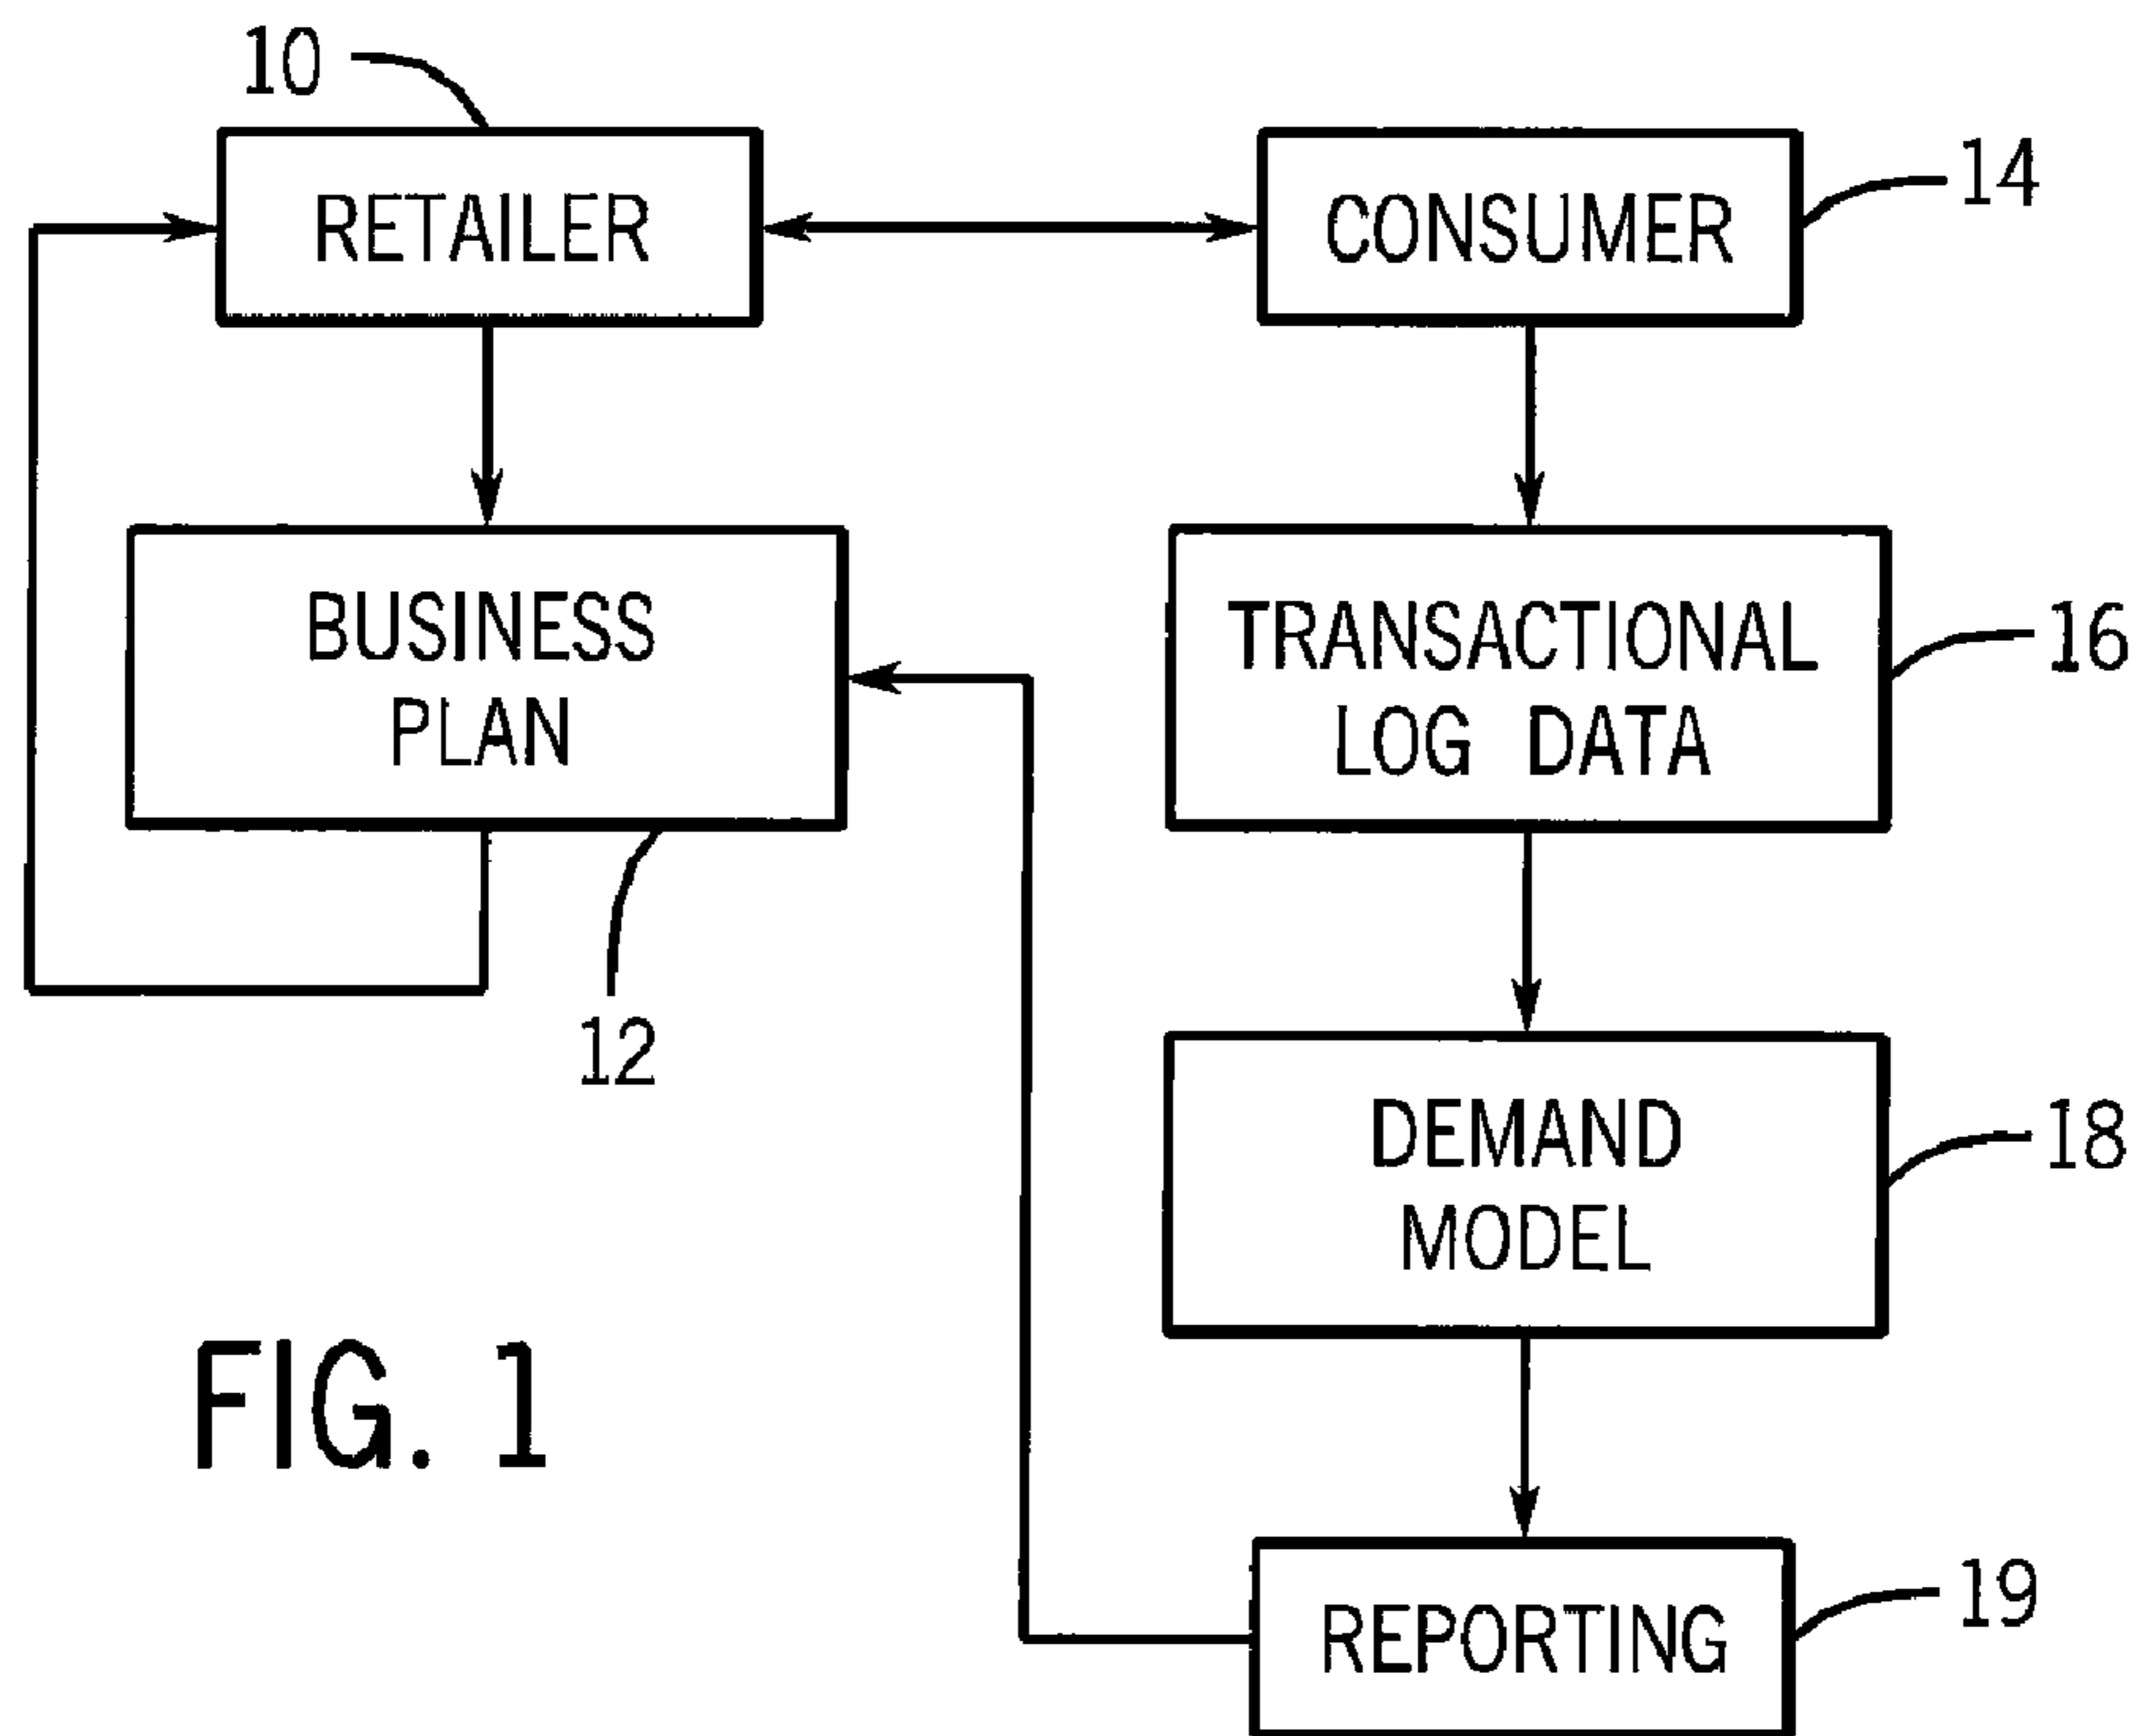 10
RETAILER
CONSUMER
14
BUSINESS
PLAN
12
TRANSACTIONAL
LOG DATA
16
DEMAND
MODEL
18
REPORTING
19
FIG. 1